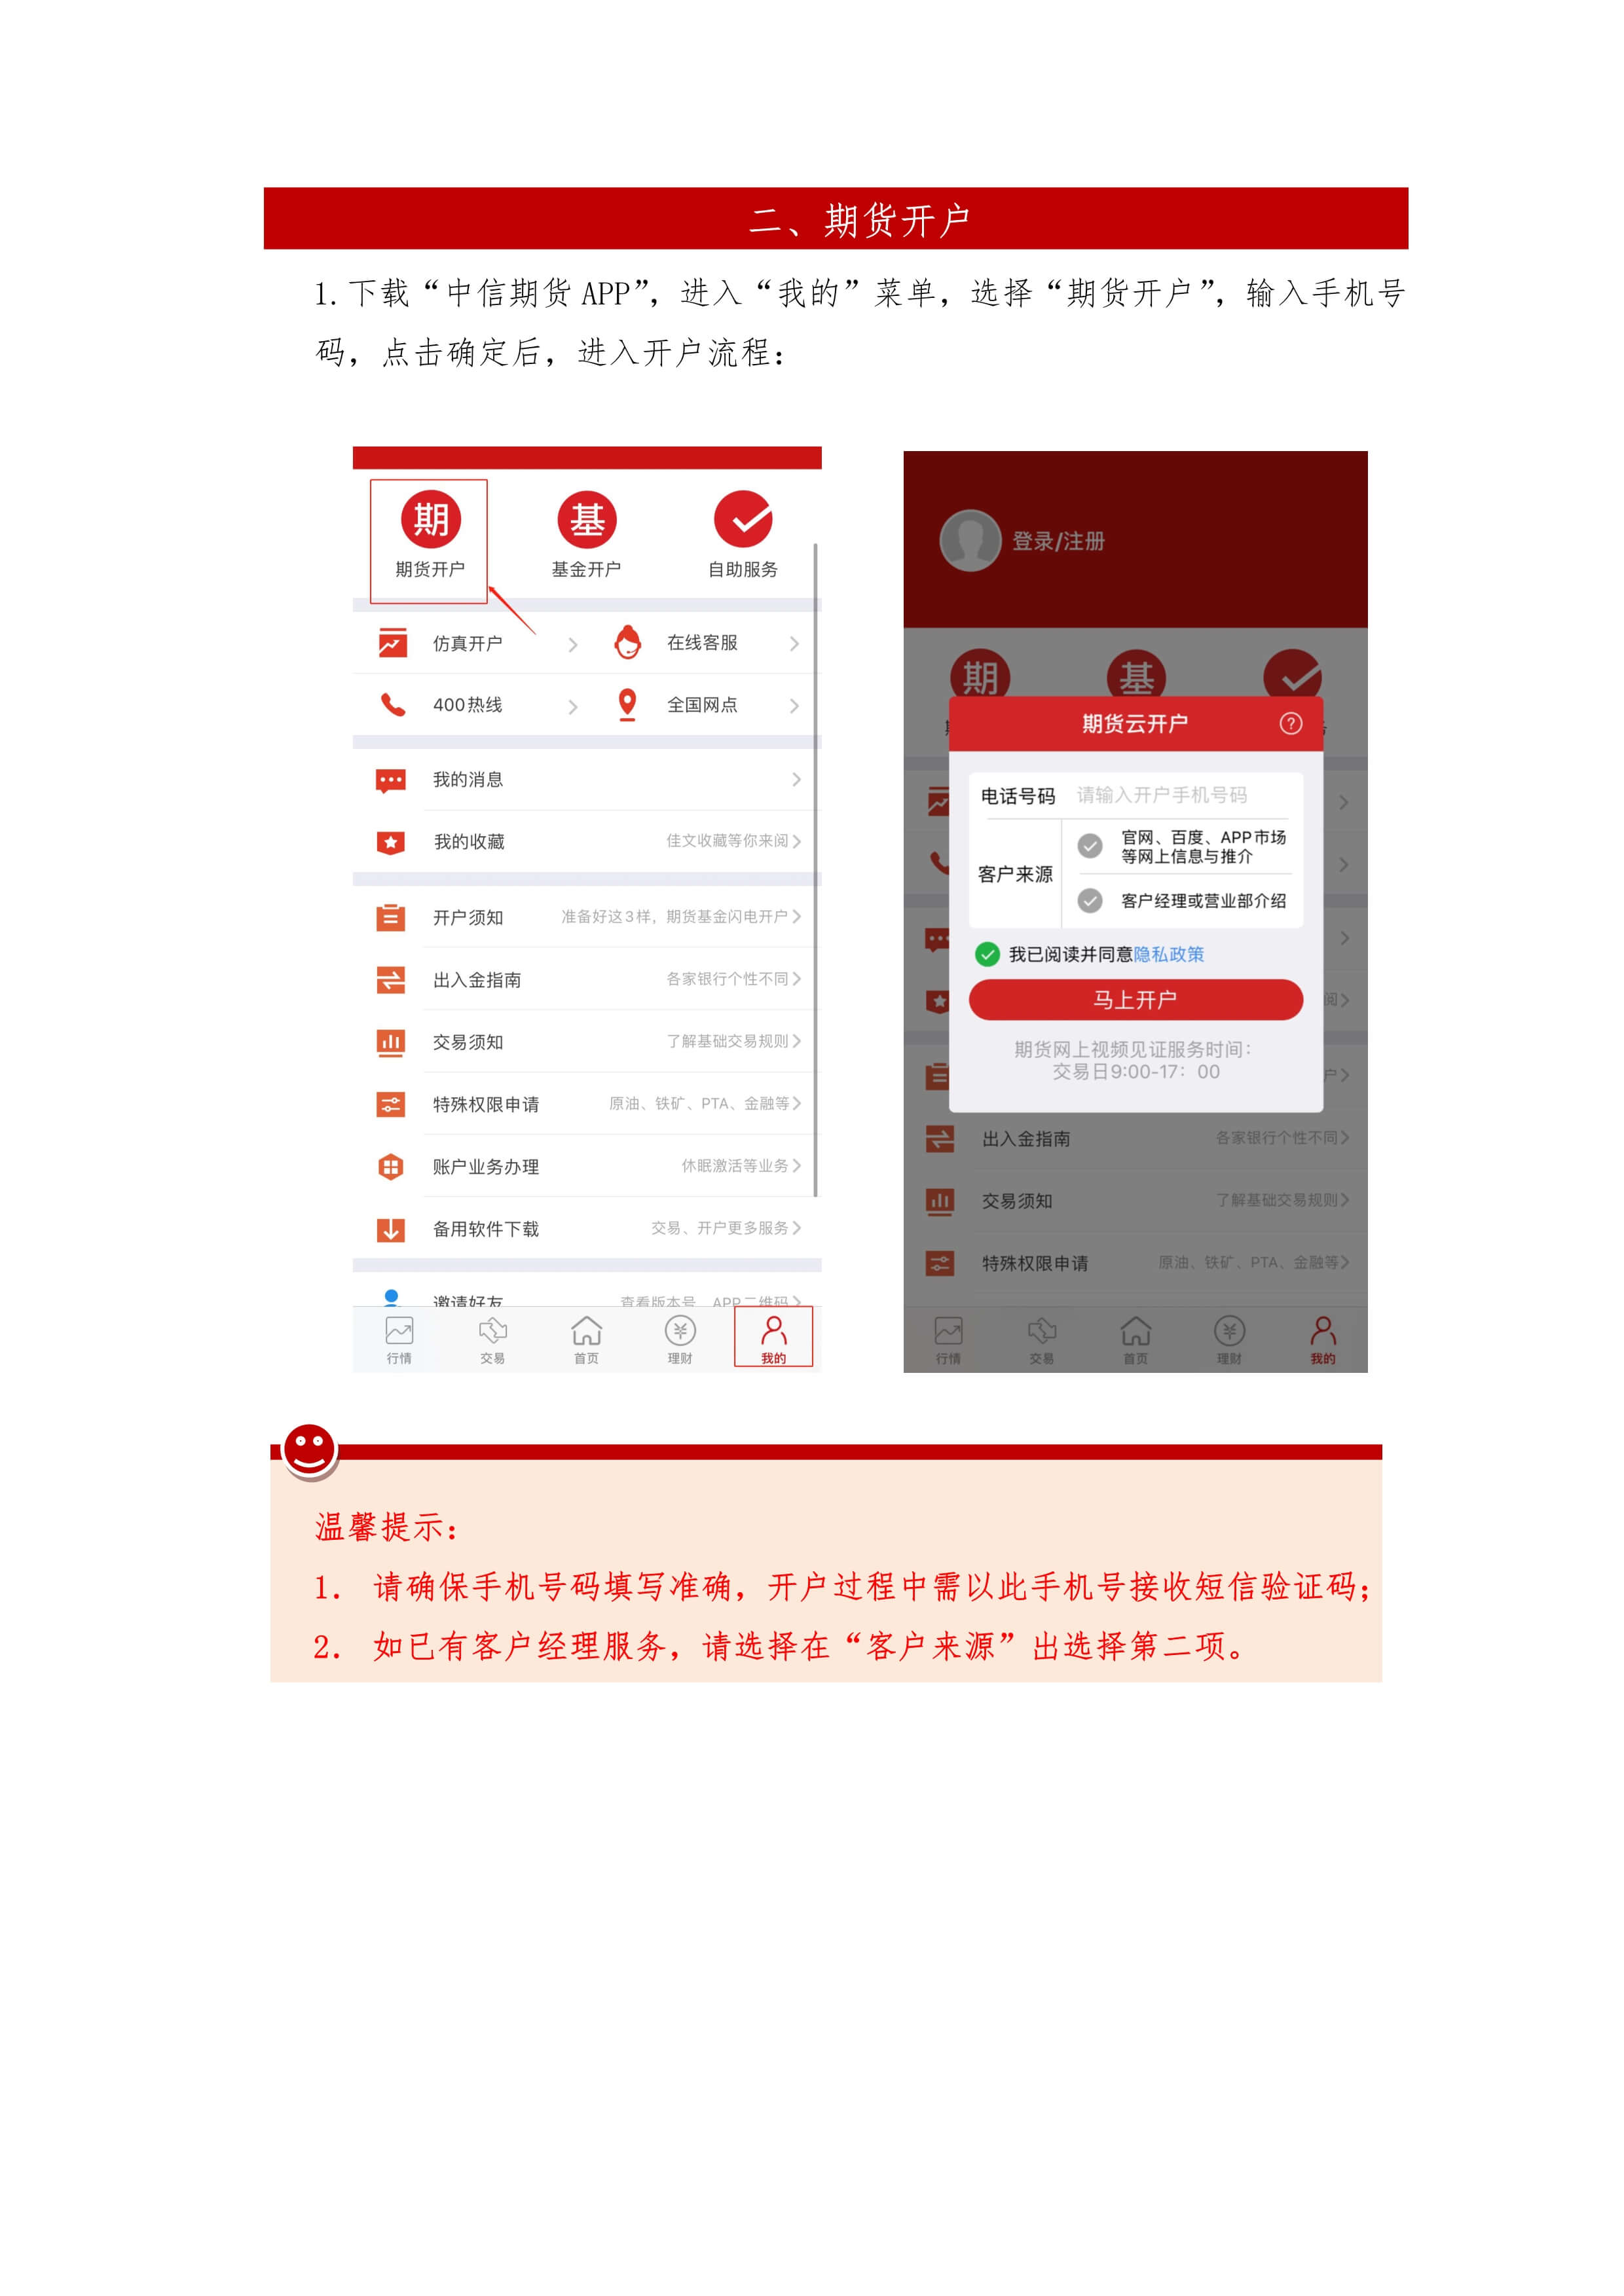 二、期货开户
1.下载“中信期货 APP”，进入“我的”菜单，选择“期货开户”，输入手机号
码，点击确定后，进入开户流程：
期
基
期货开户
基金开户
自助服务
仿真开户
在线客服
400热线
全国网点
我的消息
我的收藏
佳文收藏等你来阅
开户须知
准备好这3样，期货基金闪电开户
出入金指南
各家银行个性不同
交易须知
了解基础交易规则
特殊权限申请
原油、铁矿、PTA、金融等
账户业务办理
休眠激活等业务
备用软件下载
交易、开户更多服务
邀请好友
查看版本号、APP二维码
行情
交易
首页
理财
我的
登录/注册
期
基
期货云开户
?
电话号码
请输入开户手机号码
客户来源
官网、百度、APP市场
等网上信息与推介
客户经理或营业部介绍
我已阅读并同意隐私政策
马上开户
期货网上视频见证服务时间：
交易日9:00-17：00
阅
户
出入金指南
各家银行个性不同
交易须知
了解基础交易规则
特殊权限申请
原油、铁矿、PTA、金融等
行情
交易
首页
理财
我的
温馨提示：
1. 请确保手机号码填写准确，开户过程中需以此手机号接收短信验证码；
2. 如已有客户经理服务，请选择在“客户来源”出选择第二项。